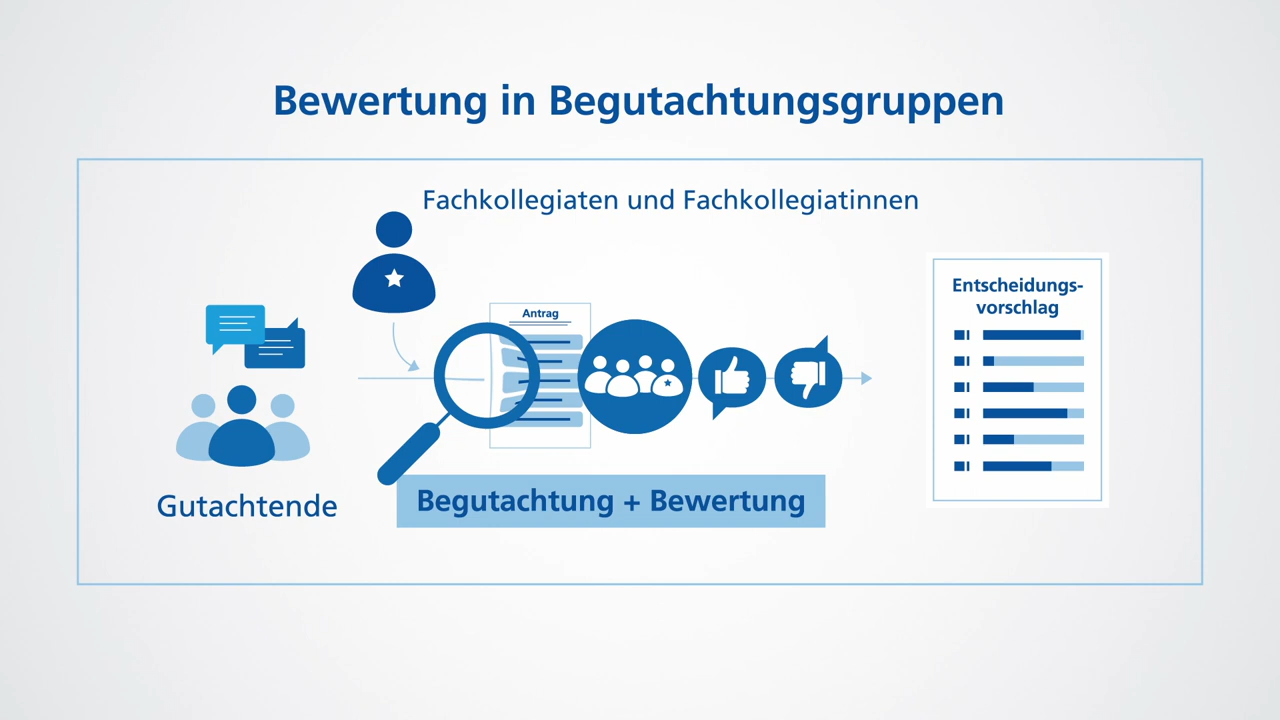 Bewertung in Begutachtungsgruppen
Fachkollegiaten und Fachkollegiatinnen
Antrag
Entscheidungs-
vorschlag
Gutachtende
Begutachtung + Bewertung